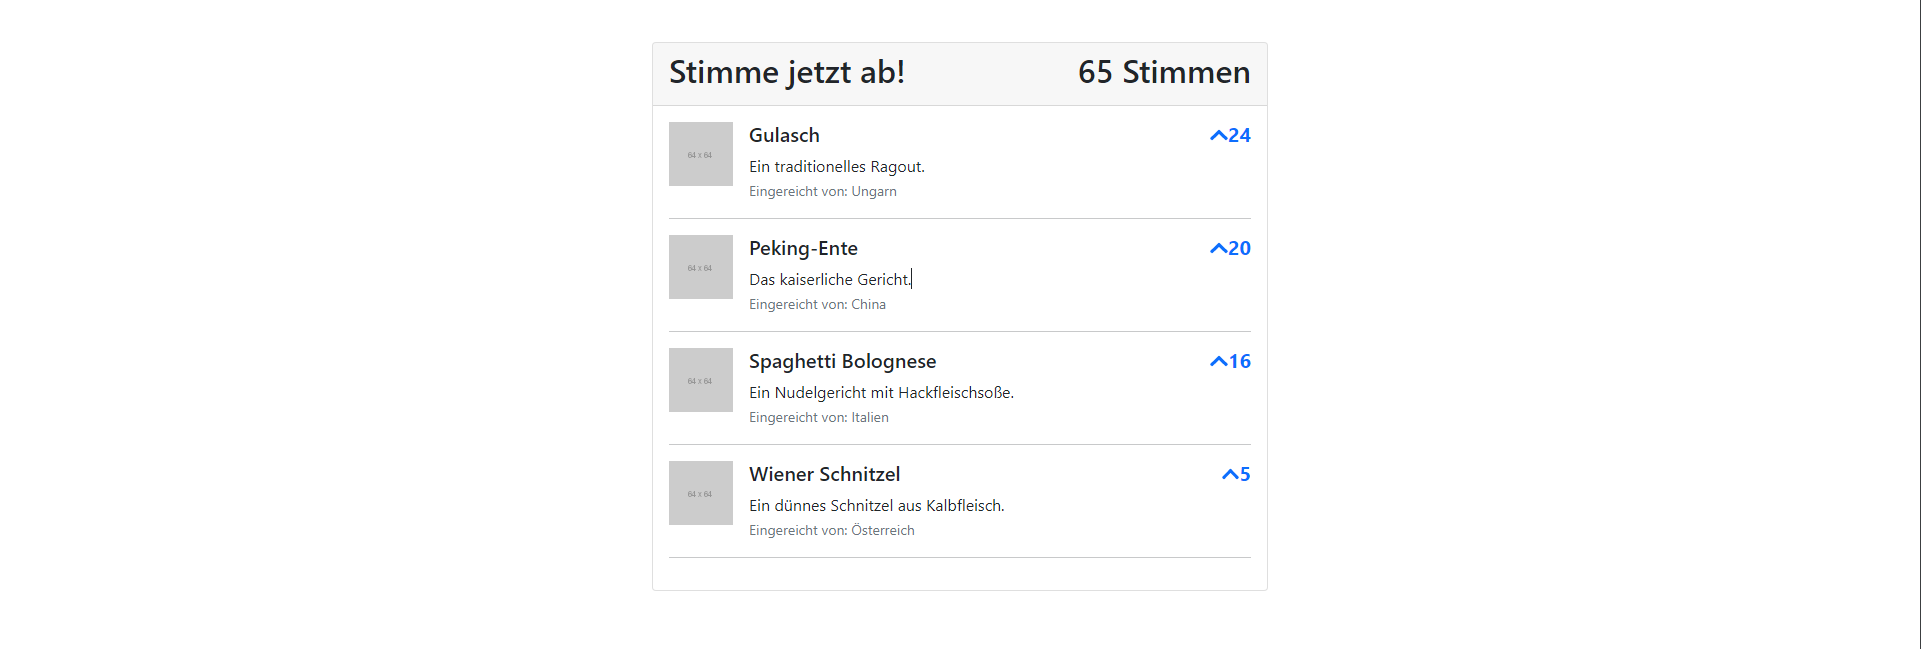 Stimme jetzt ab! 65 Stimmen
64 x 64
Gulasch
24
Ein traditionelles Ragout.
Eingereicht von: Ungarn
64 x 64
Peking-Ente
20
Das kaiserliche Gericht.
Eingereicht von: China
64 x 64
Spaghetti Bolognese
16
Ein Nudelgericht mit Hackfleischsoße.
Eingereicht von: Italien
64 x 64
Wiener Schnitzel
5
Ein dünnes Schnitzel aus Kalbfleisch.
Eingereicht von: Österreich